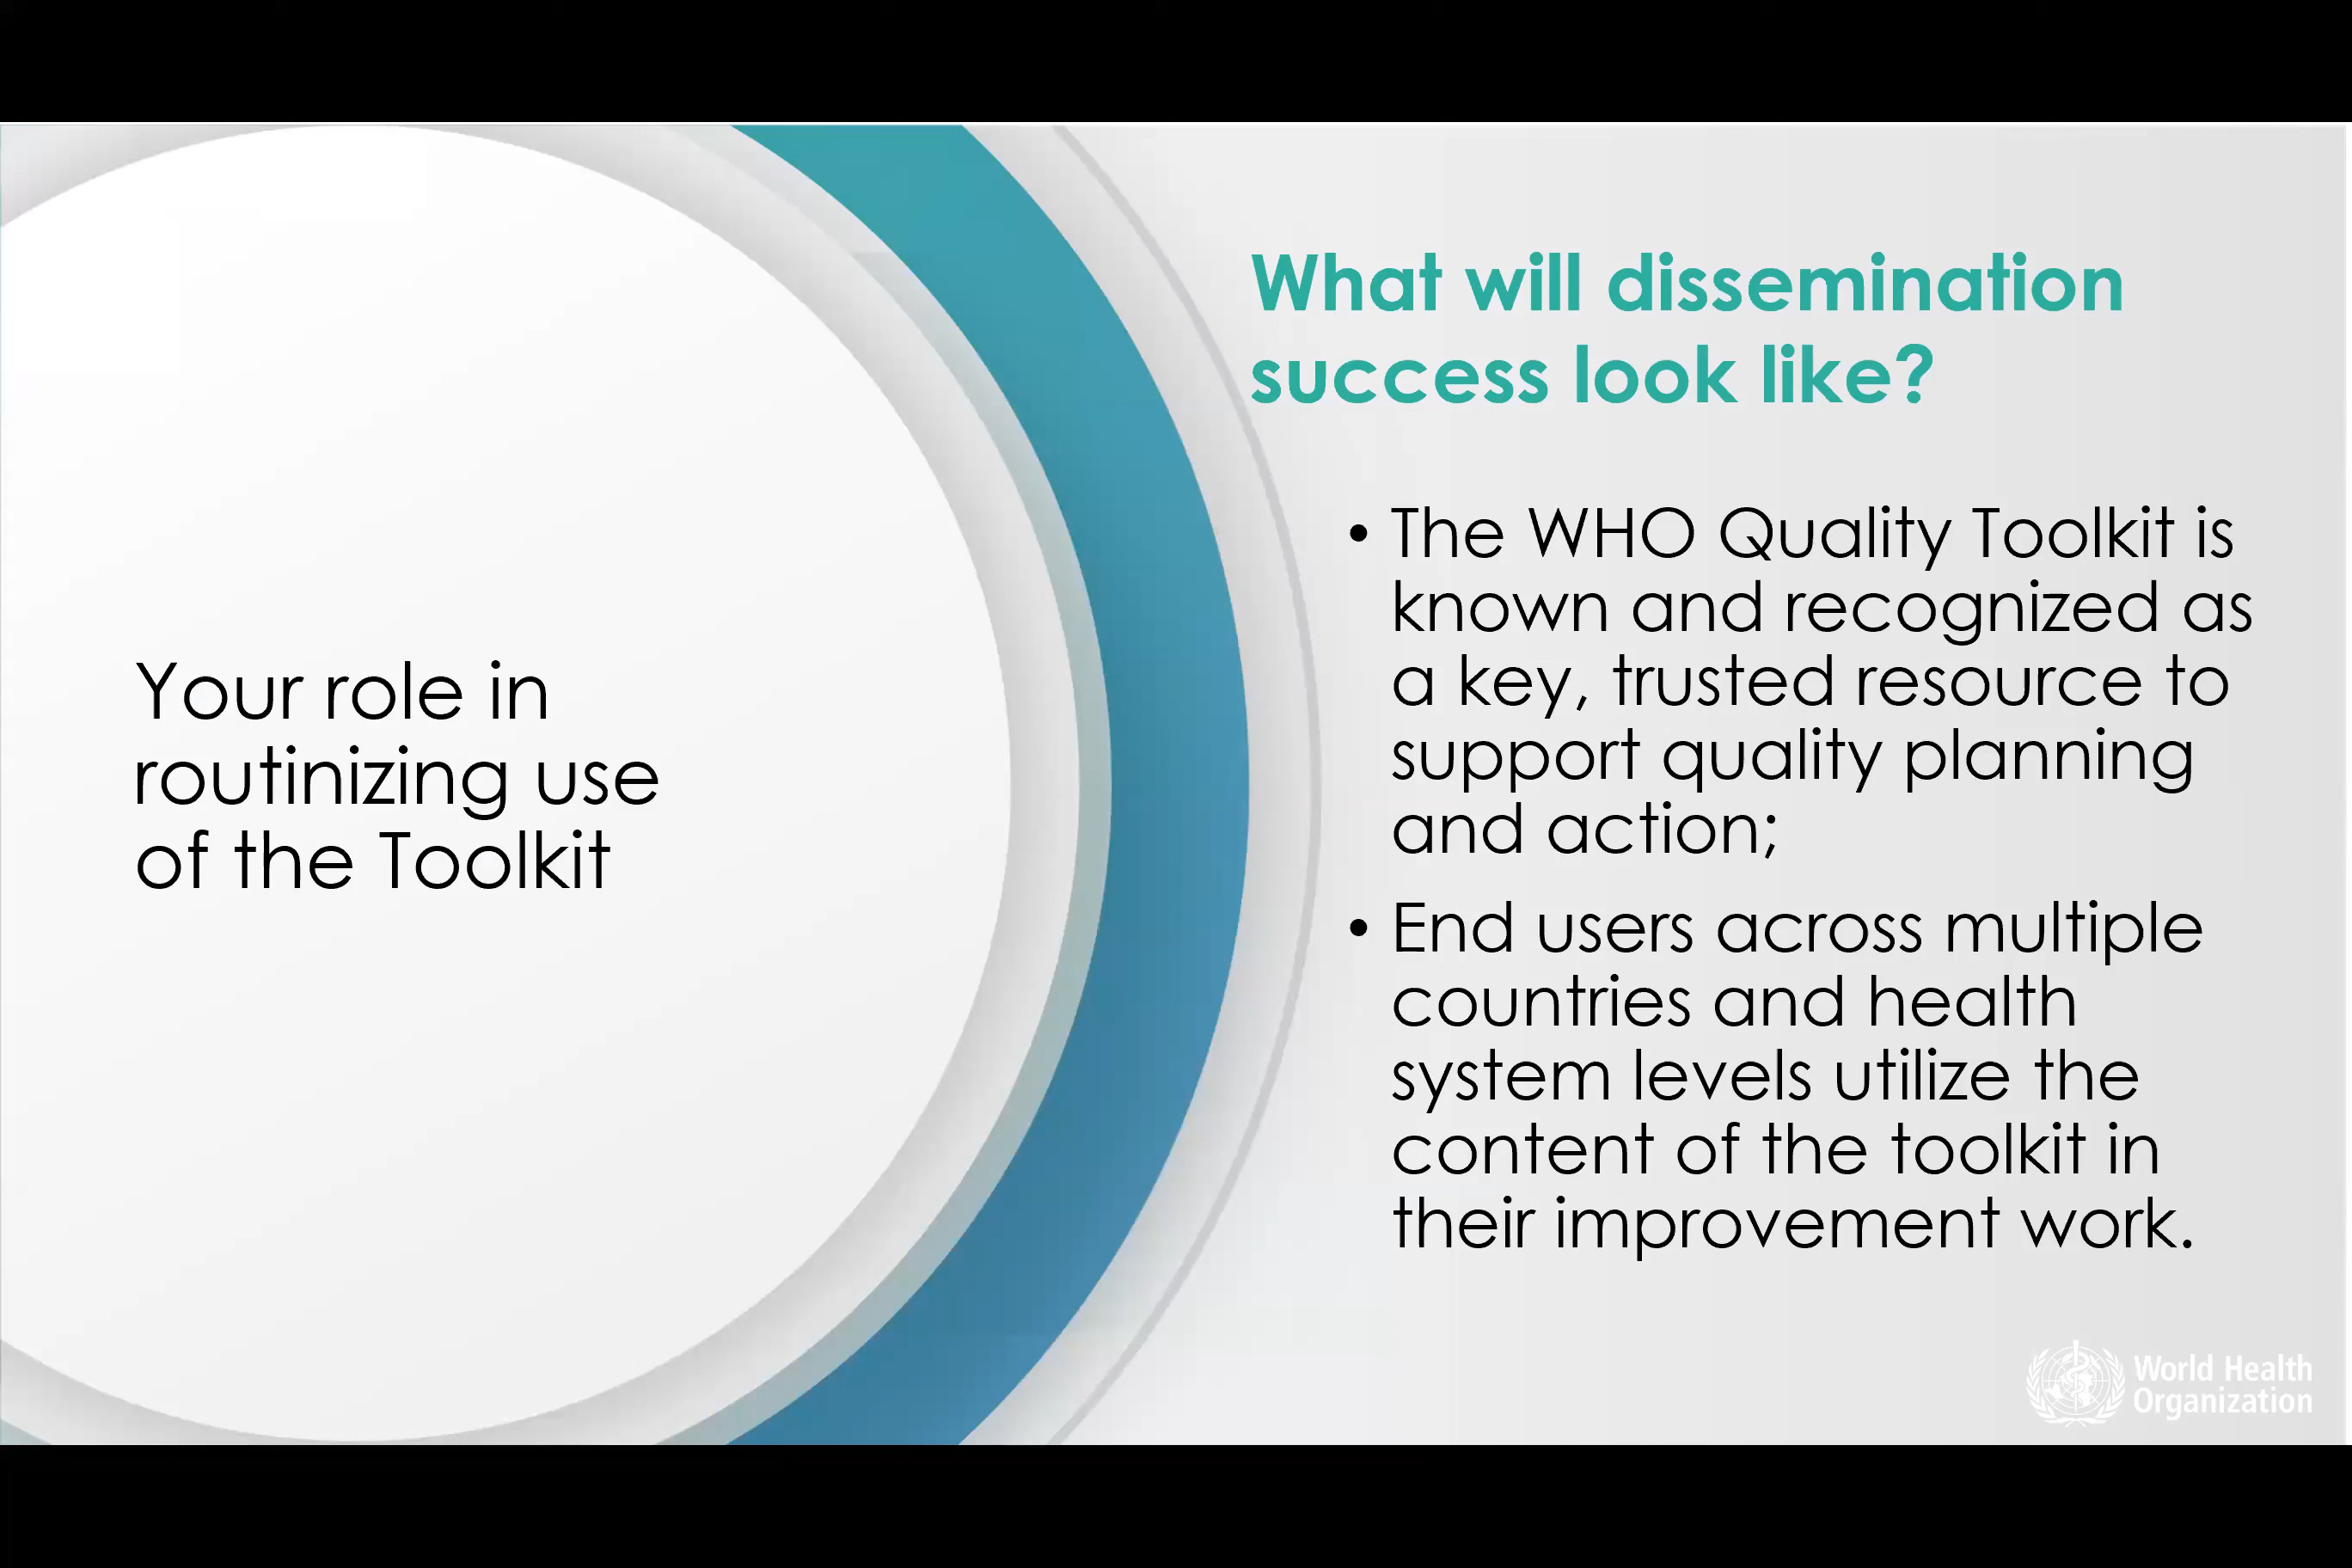 Your role in
routinizing use
of the Toolkit
What will dissemination
success look like?
• The WHO Quality Toolkit is
known and recognized as
a key, trusted resource to
support quality planning
and action;
• End users across multiple
countries and health
system levels utilize the
content of the toolkit in
their improvement work.
World Health
Organization